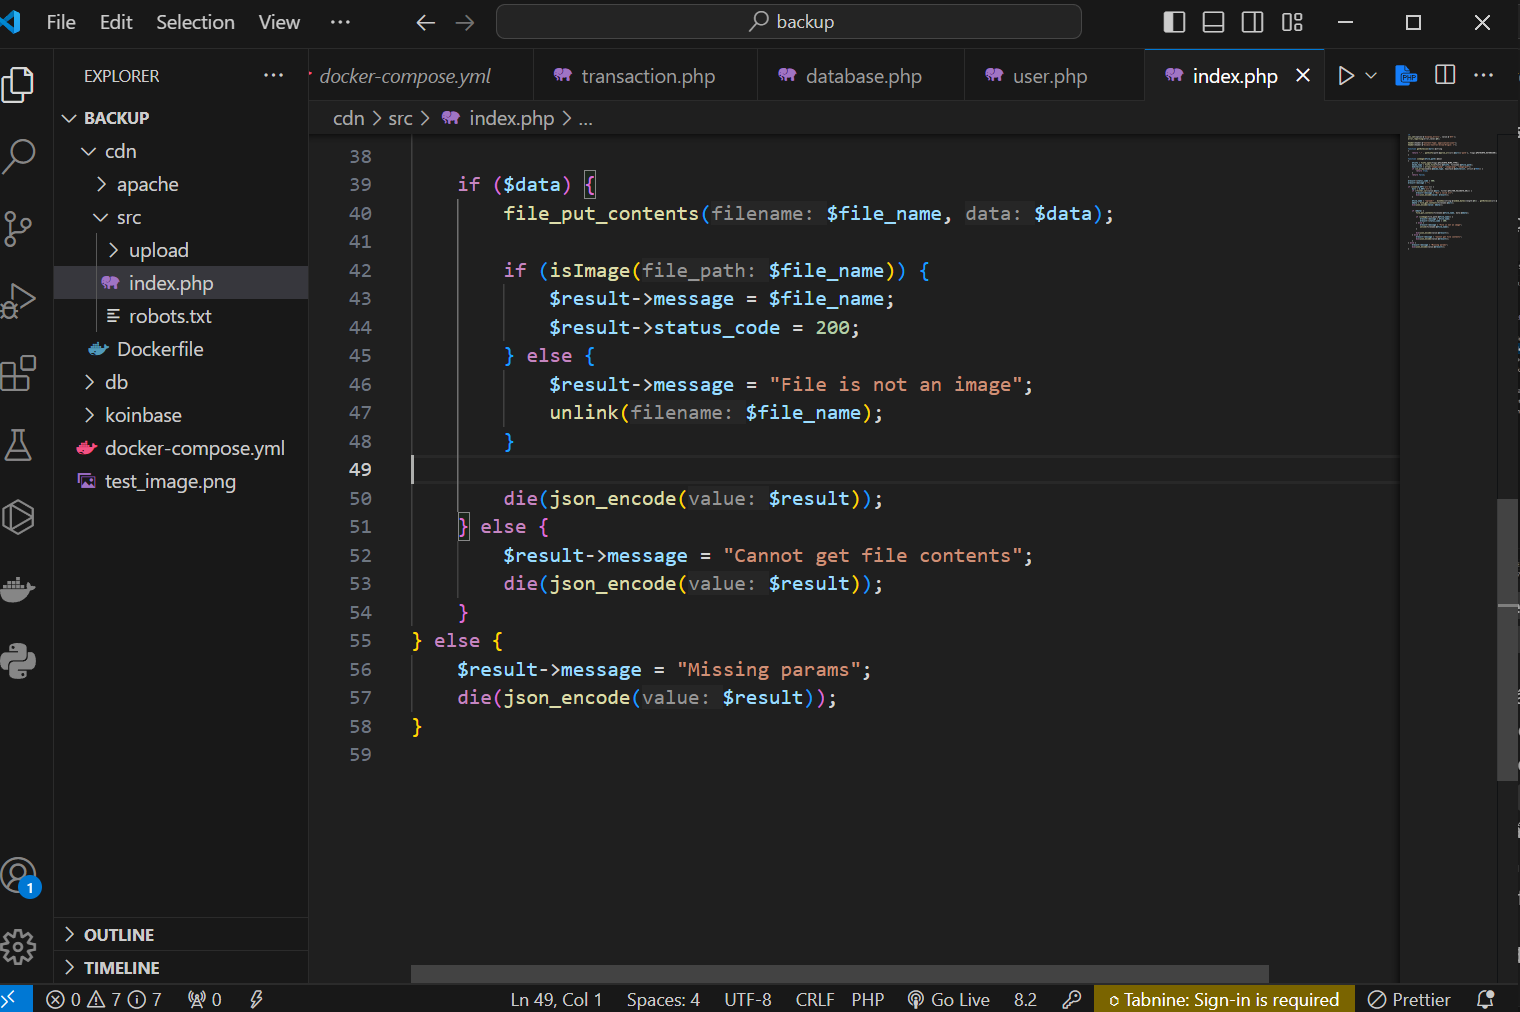 File Edit Selection View ··· backup
EXPLORER ···
BACKUP
cdn
apache
src
upload
index.php
robots.txt
Dockerfile
db
koinbase
docker-compose.yml
test_image.png
OUTLINE
TIMELINE
docker-compose.yml transaction.php database.php user.php index.php PHP ···
cdn > src > index.php > ...
38
39 if ($data) {
40 file_put_contents(filename: $file_name, data: $data);
41
42 if (isImage(file_path: $file_name)) {
43 $result->message = $file_name;
44 $result->status_code = 200;
45 } else {
46 $result->message = "File is not an image";
47 unlink(filename: $file_name);
48 }
49
50 die(json_encode(value: $result));
51 } else {
52 $result->message = "Cannot get file contents";
53 die(json_encode(value: $result));
54 }
55 } else {
56 $result->message = "Missing params";
57 die(json_encode(value: $result));
58 }
59
1
0 7 7 0 Ln 49, Col 1 Spaces: 4 UTF-8 CRLF PHP Go Live 8.2 Tabnine: Sign-in is required Prettier